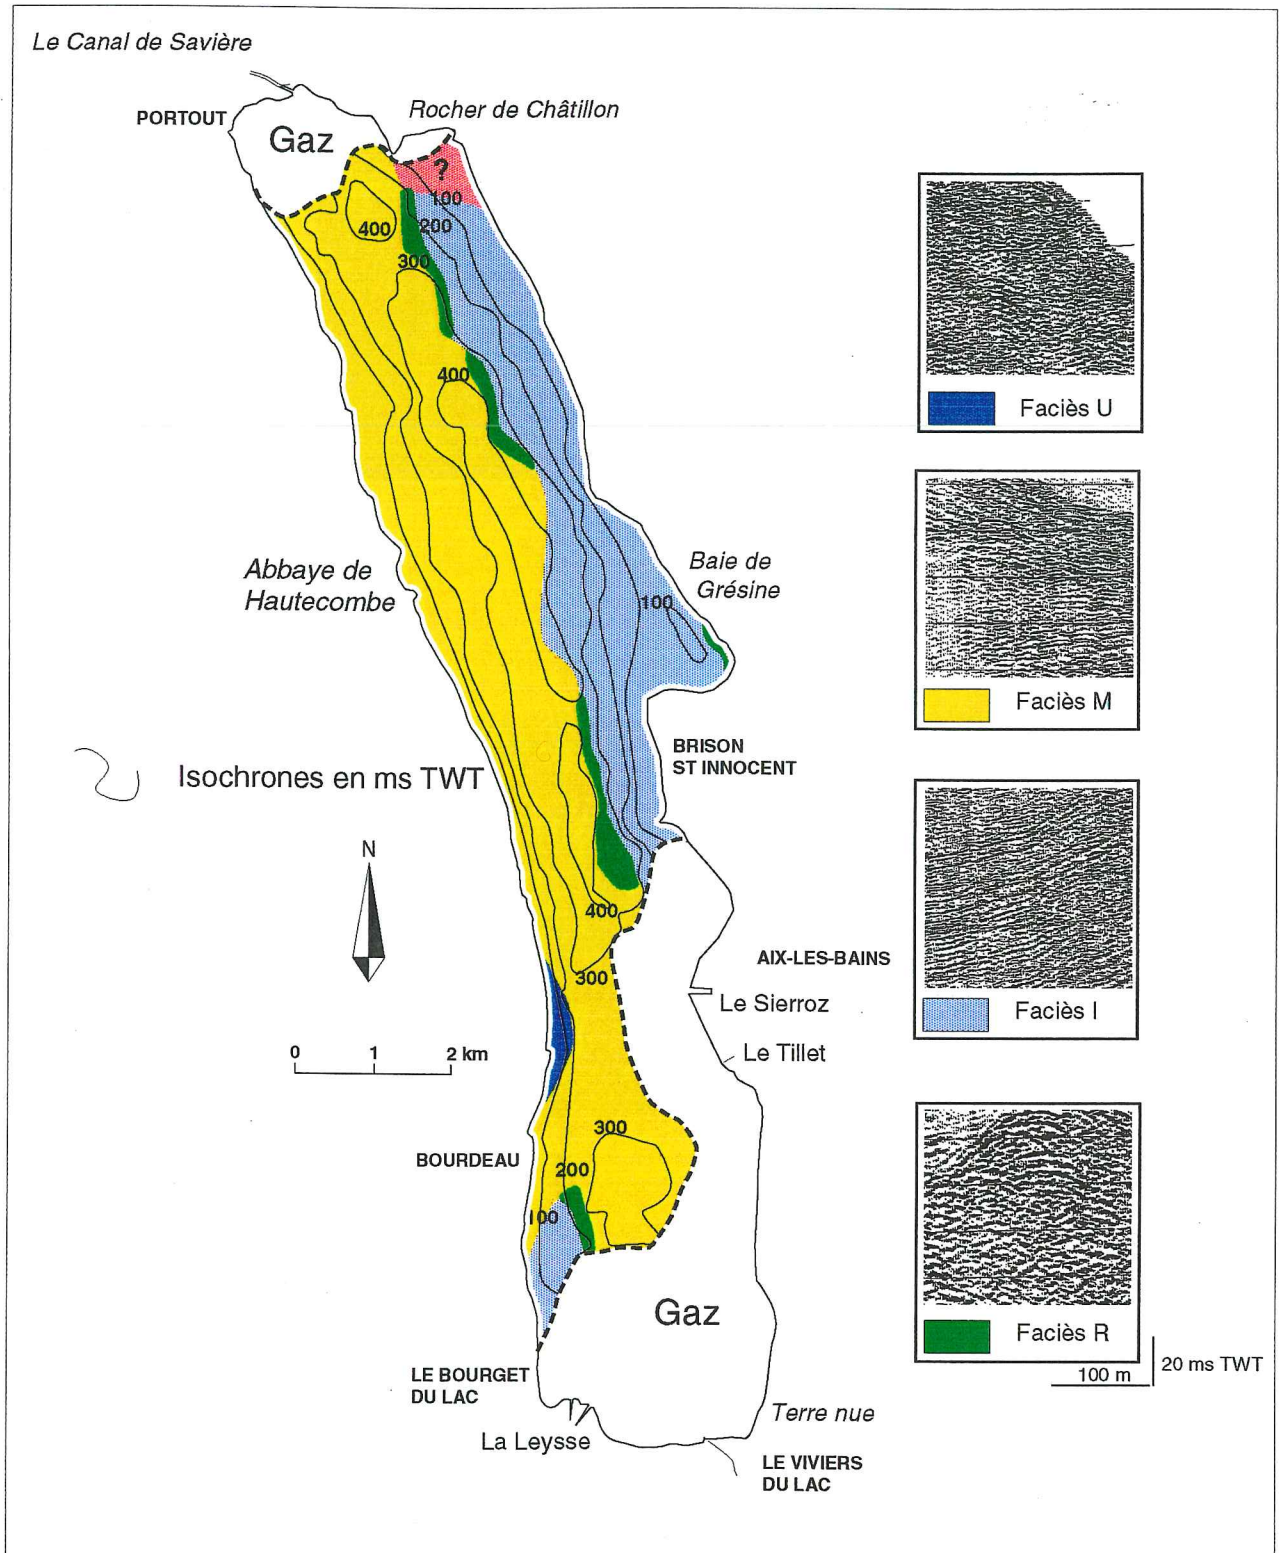 Le Canal de Savière
PORTOUT
Gaz
Rocher de Châtillon
?
100
200
400
300
400
Abbaye de
Hautecombe
Baie de
Grésine
100
BRISON
ST INNOCENT
Isochrones en ms TWT
N
400
300
AIX-LES-BAINS
Le Sierroz
Le Tillet
0 1 2 km
300
BOURDEAU
200
100
Gaz
LE BOURGET
DU LAC
La Leysse
Terre nue
LE VIVIERS
DU LAC
Faciès U
Faciès M
Faciès I
Faciès R
100 m
20 ms TWT